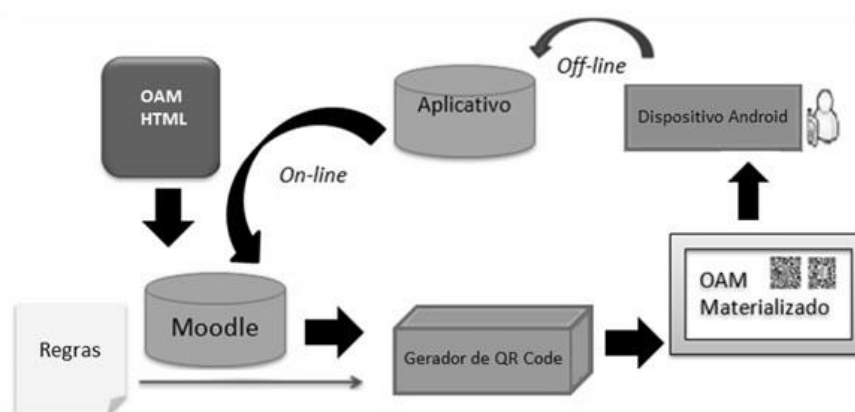 OAM
HTML
Aplicativo
Off-line
Dispositivo Android
On-line
Moodle
Regras
Gerador de QR Code
OAM
Materializado